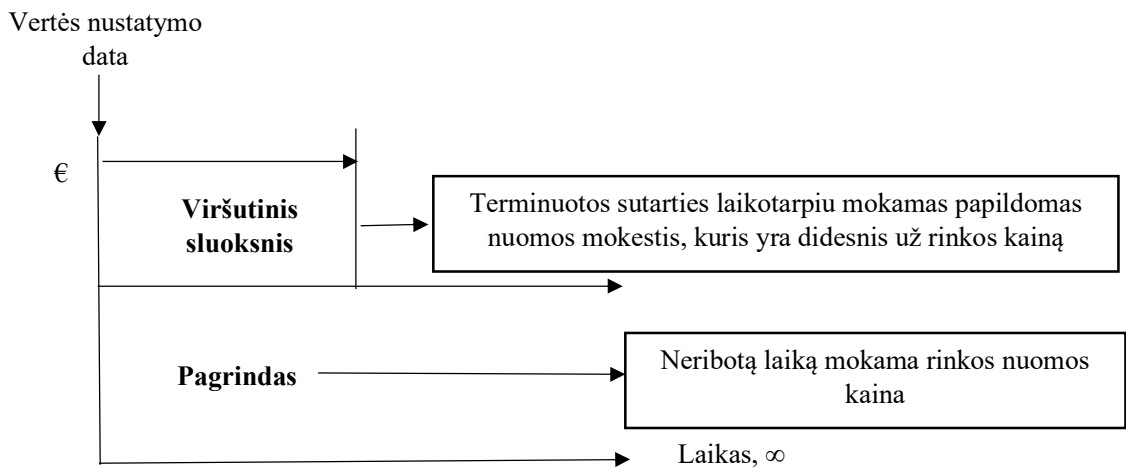 Vertės nustatymo
data
€
Viršutinis
sluoksnis
Terminuotos sutarties laikotarpiu mokamas papildomas
nuomos mokestis, kuris yra didesnis už rinkos kainą
Pagrindas
Neribotą laiką mokama rinkos nuomos
kaina
Laikas, ∞